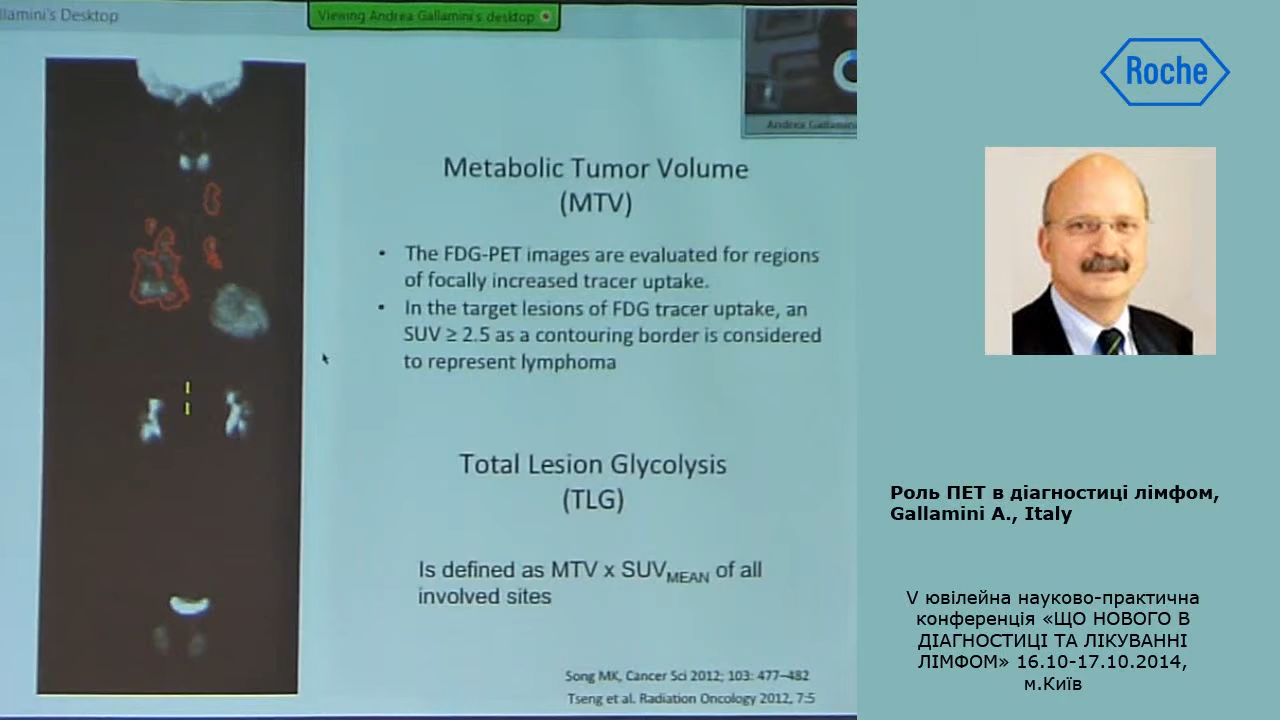 llamini's Desktop
Viewing Andrea Gallamini's desktop
Andrea Gallamini
Metabolic Tumor Volume
(MTV)
• The FDG-PET images are evaluated for regions
of focally increased tracer uptake.
• In the target lesions of FDG tracer uptake, an
SUV ≥ 2.5 as a contouring border is considered
to represent lymphoma
Total Lesion Glycolysis
(TLG)
Is defined as MTV x SUVMEAN of all
involved sites
Song MK, Cancer Sci 2012; 103: 477–482
Tseng et al. Radiation Oncology 2012, 7:5
Roche
Роль ПЕТ в діагностиці лімфом,
Gallamini A., Italy
V ювілейна науково-практична
конференція «ЩО НОВОГО В
ДІАГНОСТИЦІ ТА ЛІКУВАННІ
ЛІМФОМ» 16.10-17.10.2014,
м.Київ